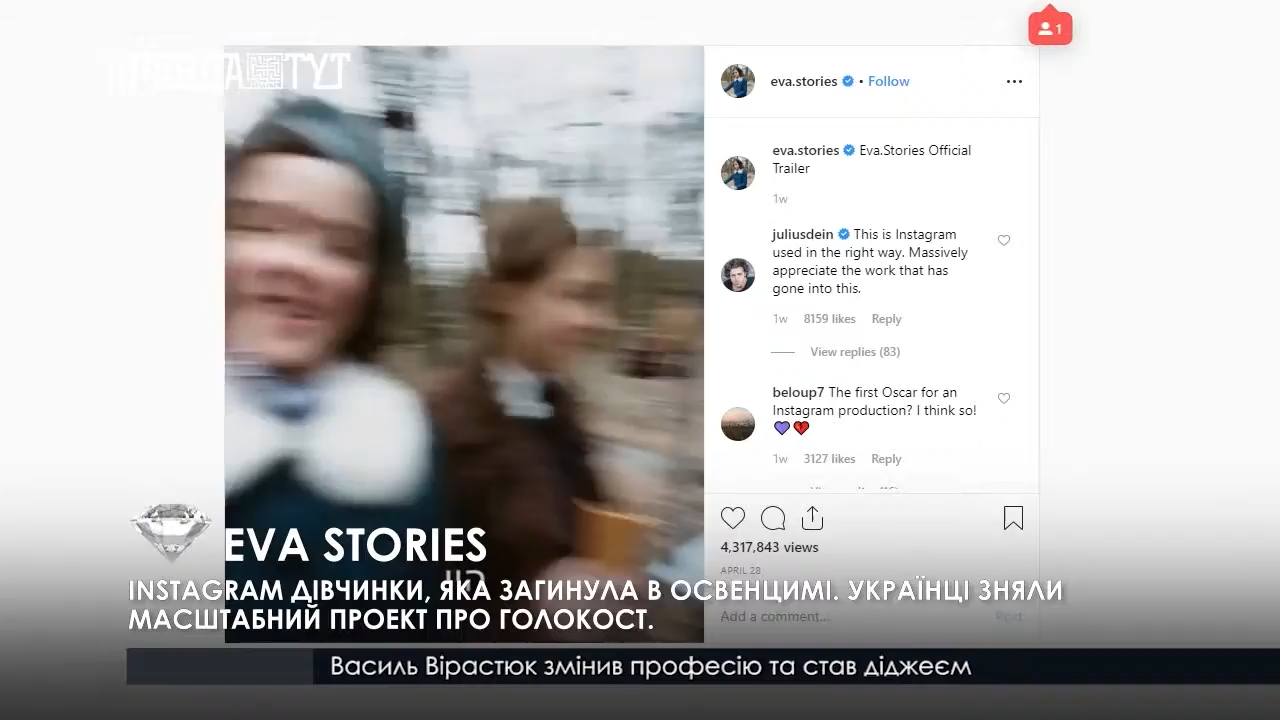 ТУТ
1
eva.stories • Follow
eva.stories Eva.Stories Official
Trailer
1w
juliusdein This is Instagram
used in the right way. Massively
appreciate the work that has
gone into this.
1w 8159 likes Reply
View replies (83)
beloup7 The first Oscar for an
Instagram production? I think so!
1w 3127 likes Reply
4,317,843 views
APRIL 28
Add a comment...
Post
EVA STORIES
INSTAGRAM ДІВЧИНКИ, ЯКА ЗАГИНУЛА В ОСВЕНЦИМІ. УКРАЇНЦІ ЗНЯЛИ
МАСШТАБНИЙ ПРОЕКТ ПРО ГОЛОКОСТ.
Василь Вірастюк змінив професію та став діджеєм